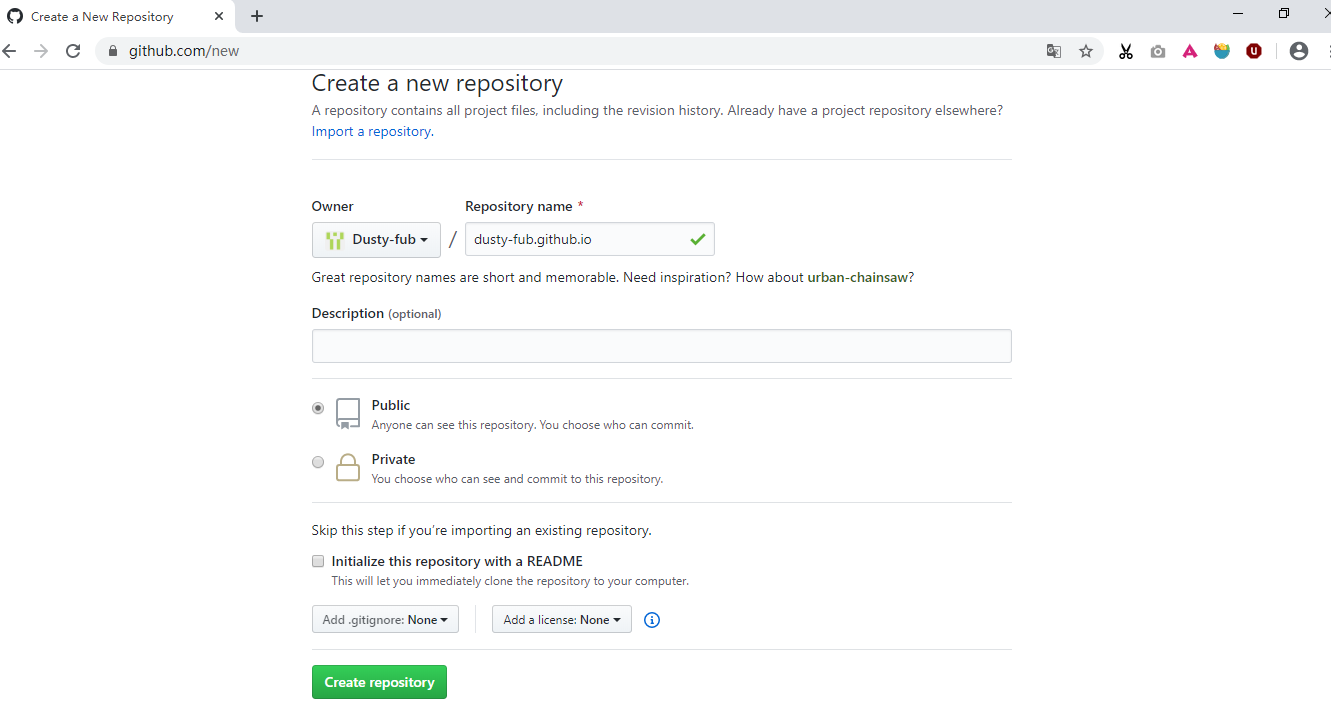 Create a New Repository
github.com/new
Create a new repository
A repository contains all project files, including the revision history. Already have a project repository elsewhere?
Import a repository.
Owner Repository name *
Dusty-fub / dusty-fub.github.io
Great repository names are short and memorable. Need inspiration? How about urban-chainsaw?
Description (optional)
Public
Anyone can see this repository. You choose who can commit.
Private
You choose who can see and commit to this repository.
Skip this step if you’re importing an existing repository.
Initialize this repository with a README
This will let you immediately clone the repository to your computer.
Add .gitignore: None Add a license: None
Create repository